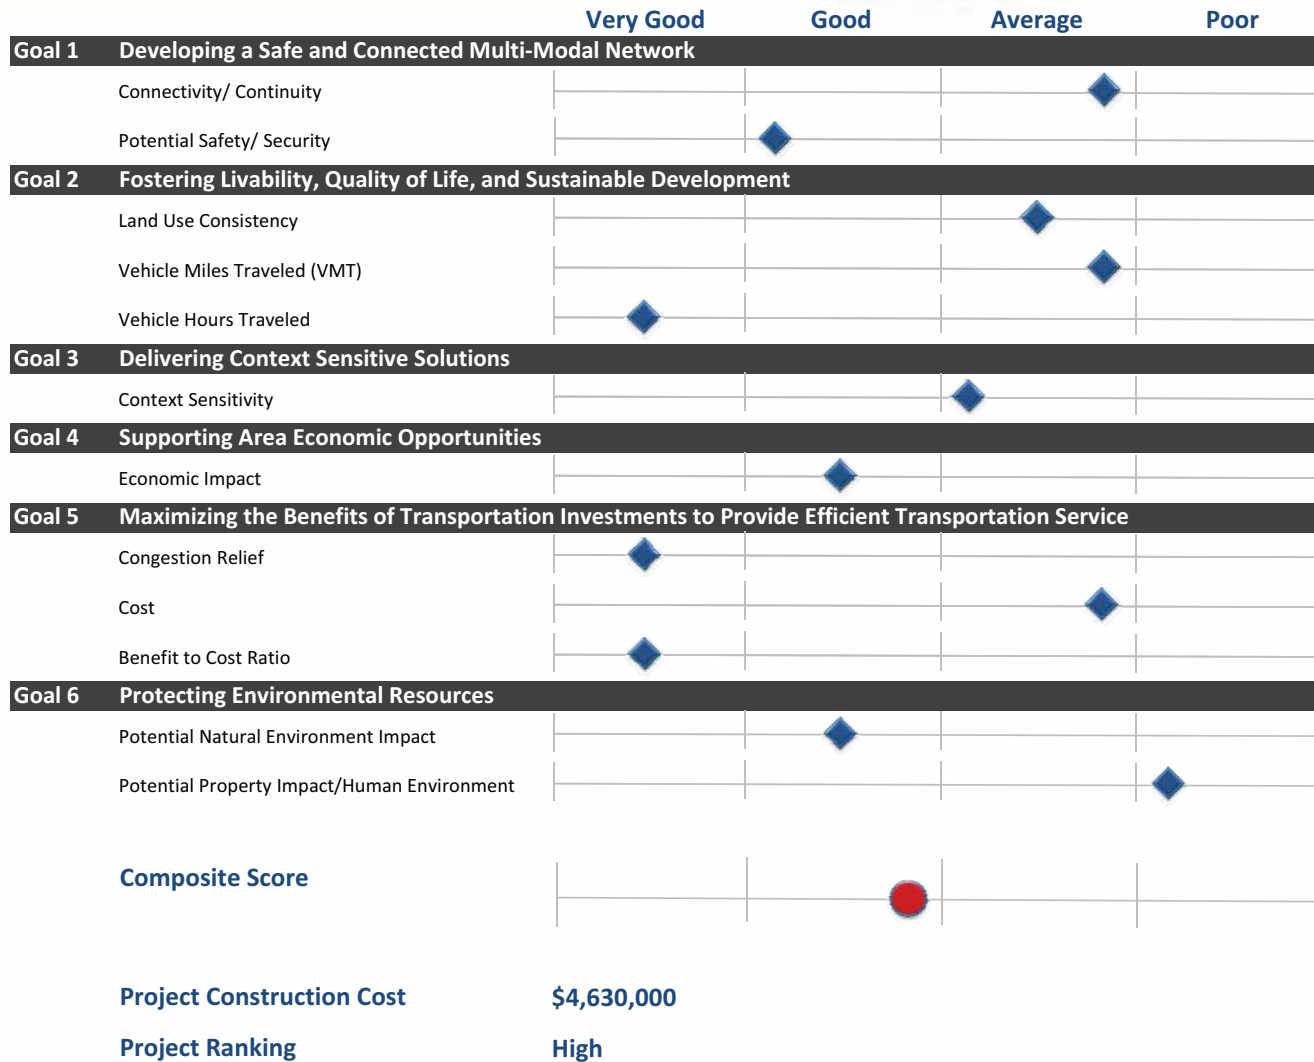 Very Good Good Average Poor
Goal 1 Developing a Safe and Connected Multi-Modal Network
Connectivity/ Continuity
Potential Safety/ Security
Goal 2 Fostering Livability, Quality of Life, and Sustainable Development
Land Use Consistency
Vehicle Miles Traveled (VMT)
Vehicle Hours Traveled
Goal 3 Delivering Context Sensitive Solutions
Context Sensitivity
Goal 4 Supporting Area Economic Opportunities
Economic Impact
Goal 5 Maximizing the Benefits of Transportation Investments to Provide Efficient Transportation Service
Congestion Relief
Cost
Benefit to Cost Ratio
Goal 6 Protecting Environmental Resources
Potential Natural Environment Impact
Potential Property Impact/Human Environment
Composite Score
Project Construction Cost $4,630,000
Project Ranking High